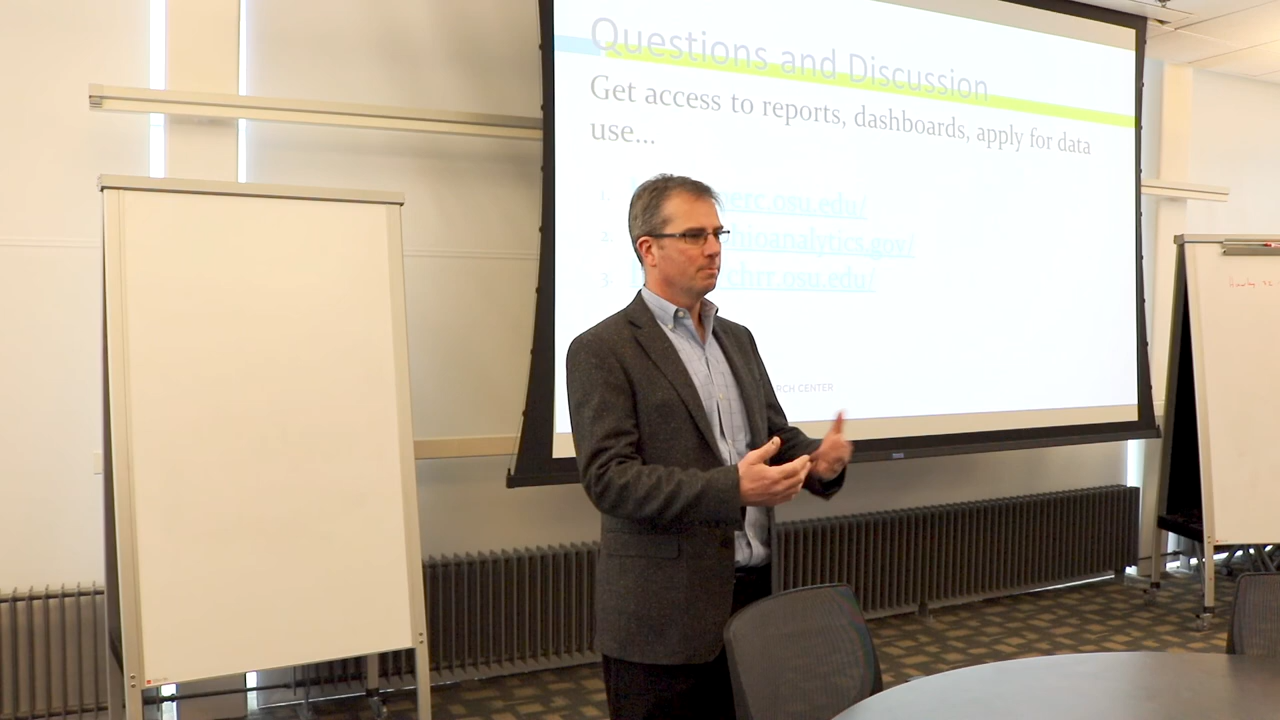 Questions and Discussion
Get access to reports, dashboards, apply for data
use...
1. erc.osu.edu/
2. ohioanalytics.gov/
3. chrr.osu.edu/
RCH CENTER